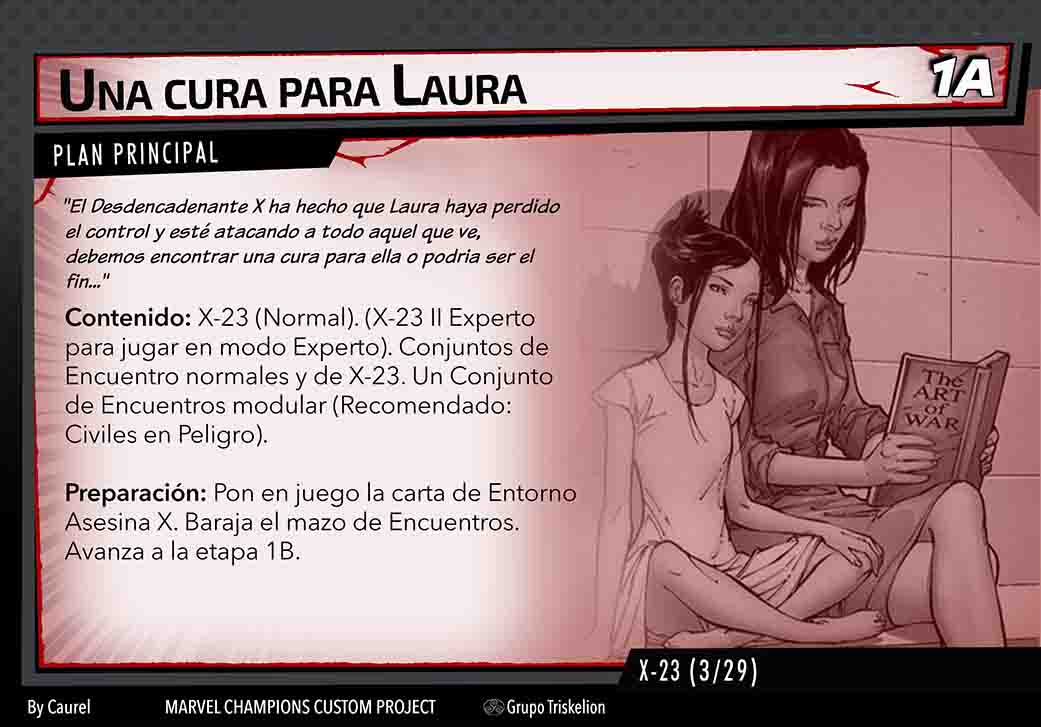 UNA CURA PARA LAURA
1A
PLAN PRINCIPAL
"El Desdencadenante X ha hecho que Laura haya perdido
el control y esté atacando a todo aquel que ve,
debemos encontrar una cura para ella o podria ser el
fin..."
Contenido: X-23 (Normal). (X-23 II Experto
para jugar en modo Experto). Conjuntos de
Encuentro normales y de X-23. Un Conjunto
de Encuentros modular (Recomendado:
Civiles en Peligro).
Preparación: Pon en juego la carta de Entorno
Asesina X. Baraja el mazo de Encuentros.
Avanza a la etapa 1B.
The
ART
of
WAR
X-23 (3/29)
By Caurel
MARVEL CHAMPIONS CUSTOM PROJECT
Grupo Triskelion